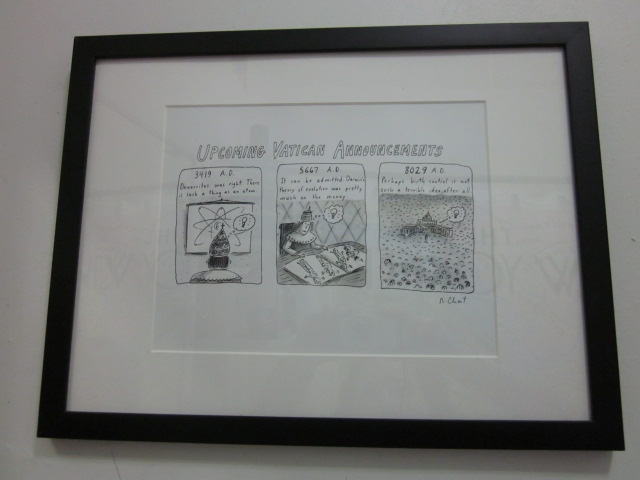 UPCOMING VATICAN ANNOUNCEMENTS
3419 A.D.
Democritus was right. There
is such a thing as an atom.
5667 A.D.
It can be admitted: Darwin's
theory of evolution was pretty
much on the money.
8029 A.D.
Perhaps birth control is not
such a terrible idea, after all.
R. Chast